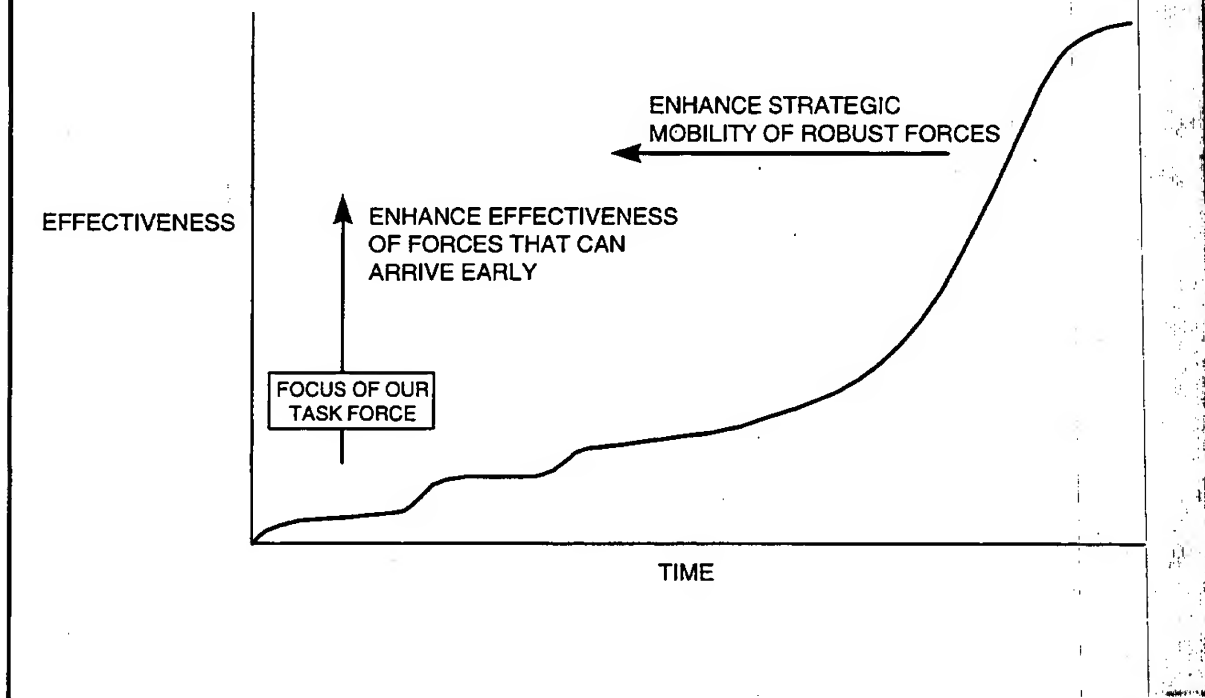 ENHANCE STRATEGIC
MOBILITY OF ROBUST FORCES
EFFECTIVENESS
ENHANCE EFFECTIVENESS
OF FORCES THAT CAN
ARRIVE EARLY
FOCUS OF OUR
TASK FORCE
TIME